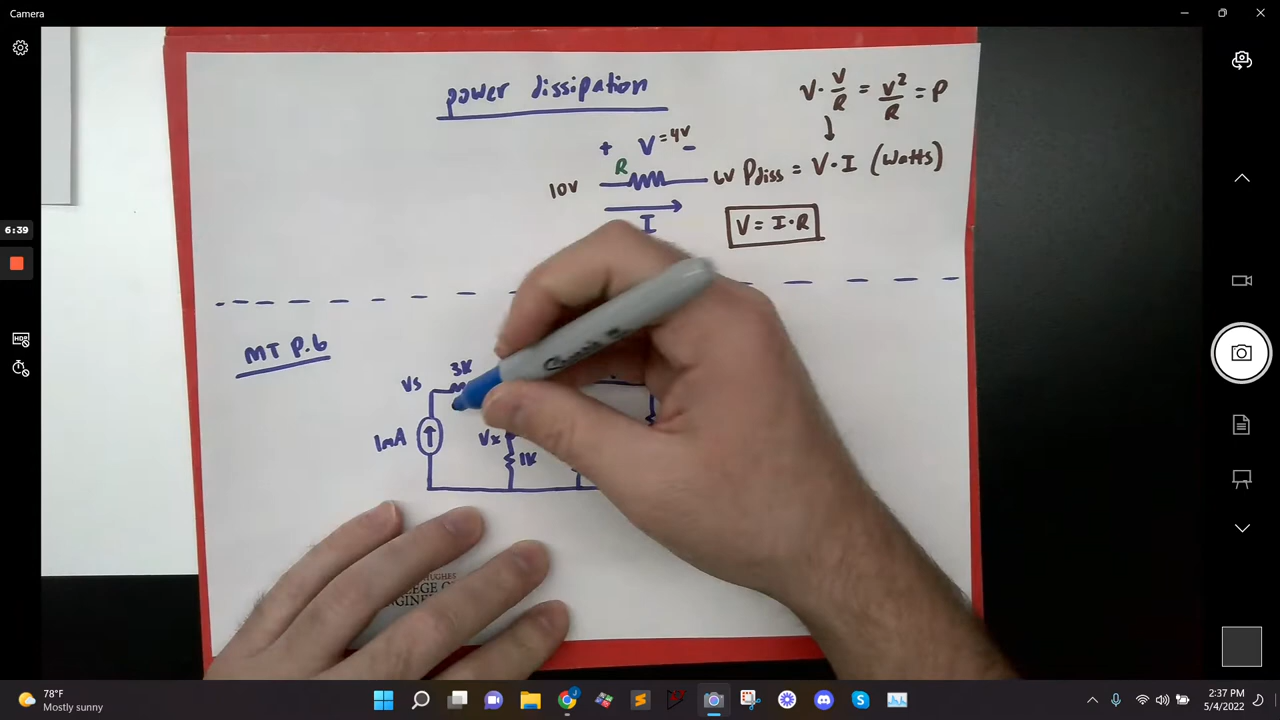 Camera
6:39
power dissipation
V · V/R = V²/R = P
+ V = 4V -
R
10V
6V Pdiss = V · I (Watts)
I
V = I · R
MT P.6
3K
Vs
1mA
Vx
1K
HUGHES
78°F
Mostly sunny
2:37 PM
5/4/2022